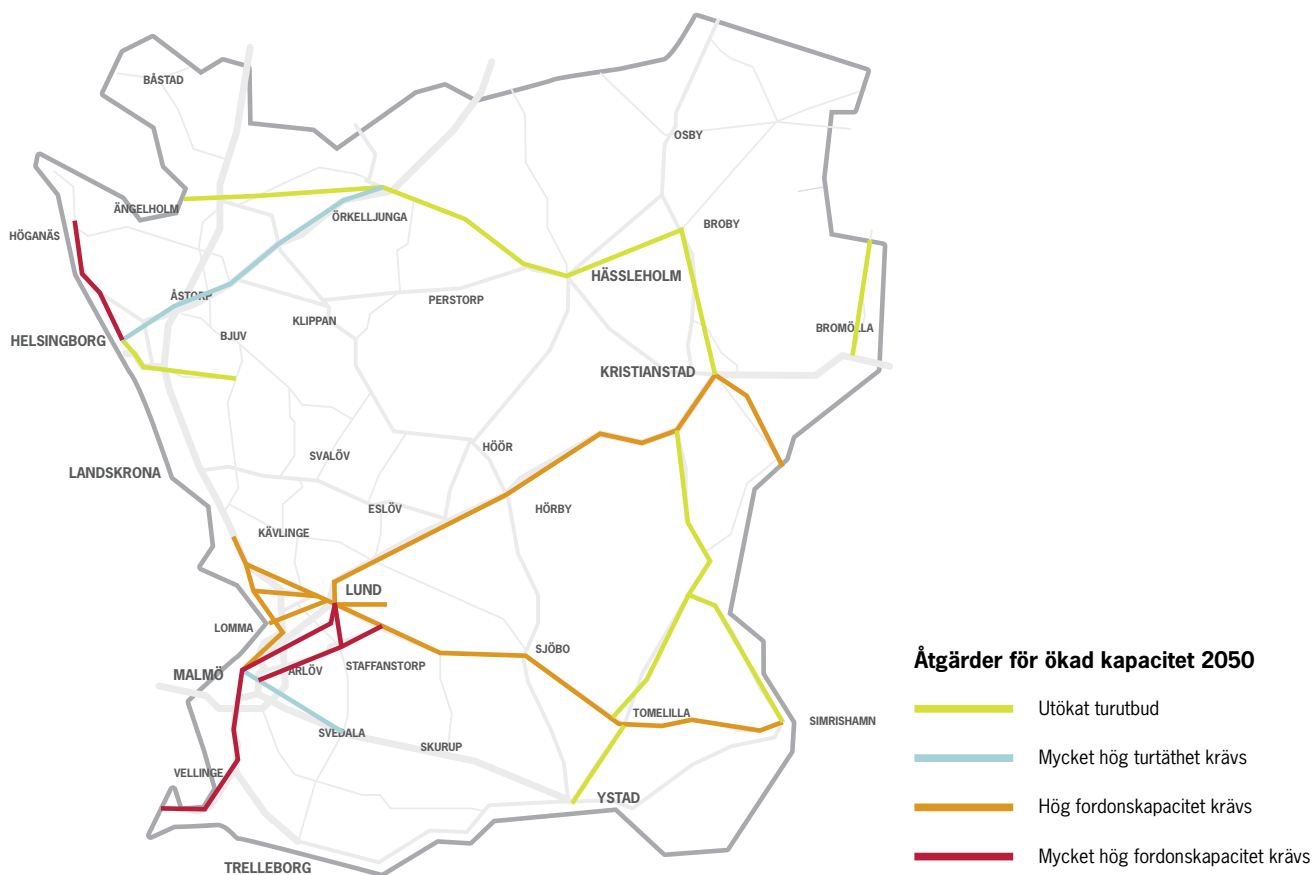 BÅSTAD
OSBY
ÄNGELHOLM
ÖRKELLJUNGA
BROBY
HÖGANÄS
HÄSSLEHOLM
ÅSTORP
PERSTORP
KLIPPAN
BROMÖLLA
BJUV
HELSINGBORG
KRISTIANSTAD
HÖÖR
SVALÖV
LANDSKRONA
ESLÖV
HÖRBY
KÄVLINGE
LUND
LOMMA
SJÖBO
STAFFANSTORP
ARLÖV
MALMÖ
TOMELILLA
SIMRISHAMN
SVEDALA
SKURUP
VELLINGE
YSTAD
TRELLEBORG
Åtgärder för ökad kapacitet 2050
Utökat turutbud
Mycket hög turtäthet krävs
Hög fordonskapacitet krävs
Mycket hög fordonskapacitet krävs